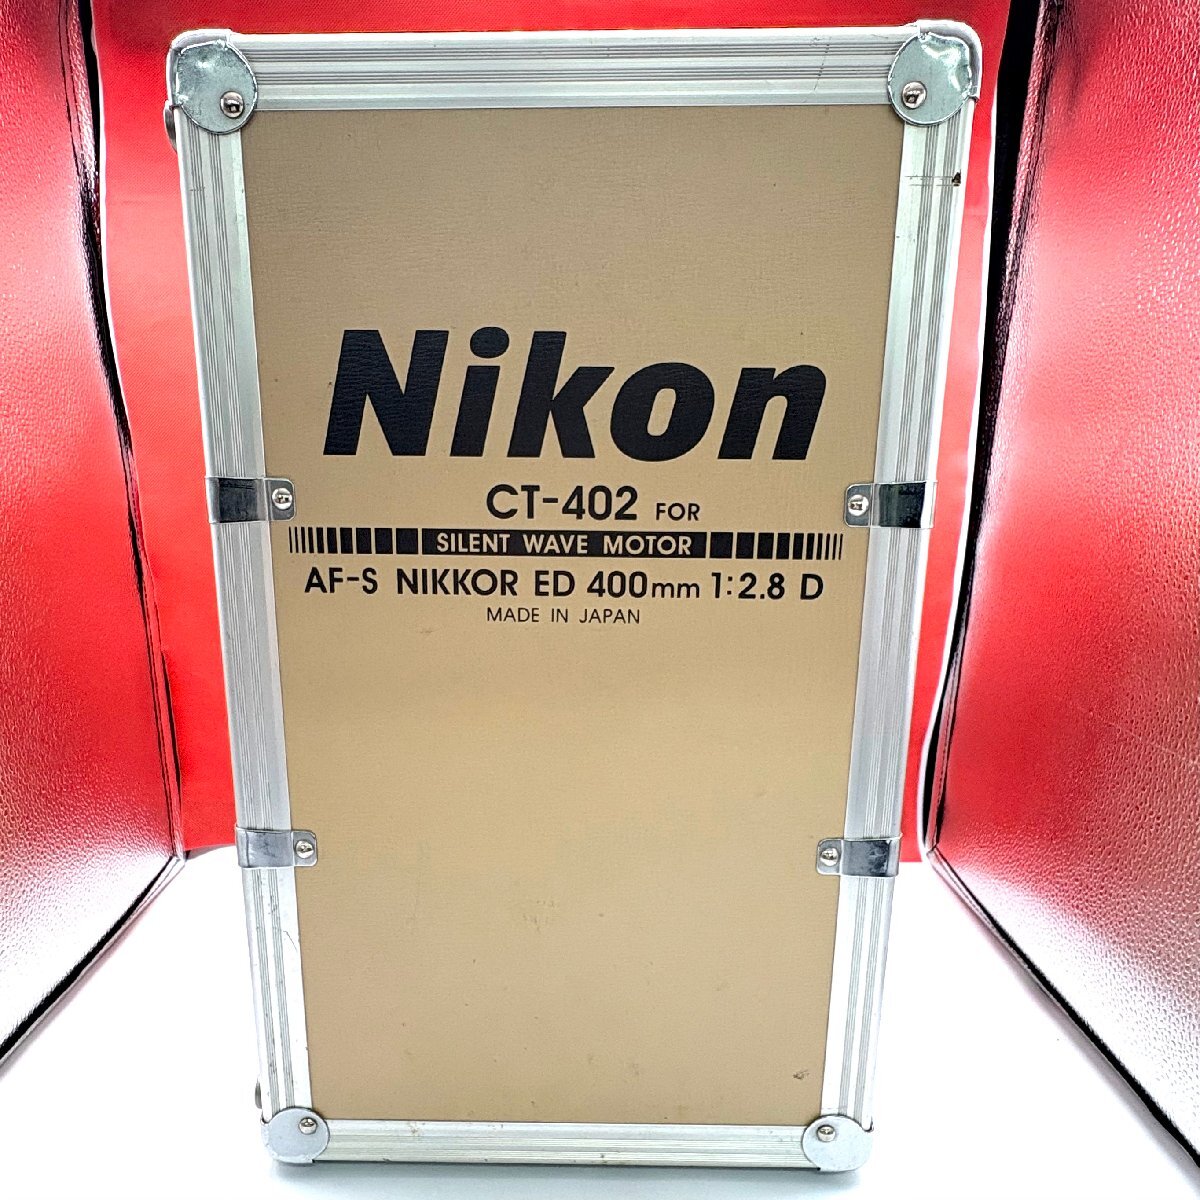 Nikon
CT-402 FOR
SILENT WAVE MOTOR
AF-S NIKKOR ED 400mm 1:2.8 D
MADE IN JAPAN